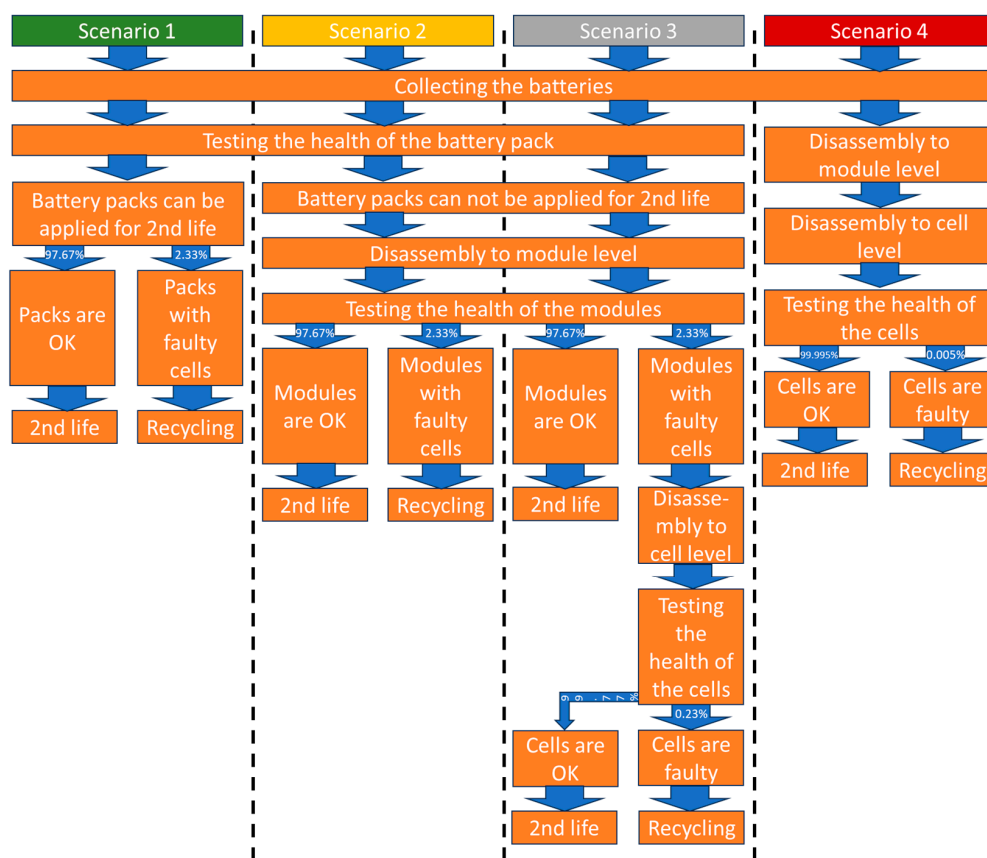 Scenario 1
Scenario 2
Scenario 3
Scenario 4
Collecting the batteries
Testing the health of the battery pack
Disassembly to
module level
Battery packs can be
applied for 2nd life
Battery packs can not be applied for 2nd life
Disassembly to cell
level
97.67%
2.33%
Disassembly to module level
Packs are
OK
Packs with
faulty
cells
Testing the health of the modules
Testing the health of
the cells
97.67%
2.33%
97.67%
2.33%
99.995%
0.005%
Modules
are OK
Modules
with
faulty
cells
Modules
are OK
Modules
with
faulty
cells
Cells are
OK
Cells are
faulty
2nd life
Recycling
2nd life
Recycling
2nd life
Disasse-
mbly to
cell level
2nd life
Recycling
Testing
the
health of
the cells
99.77%
0.23%
Cells are
OK
Cells are
faulty
2nd life
Recycling